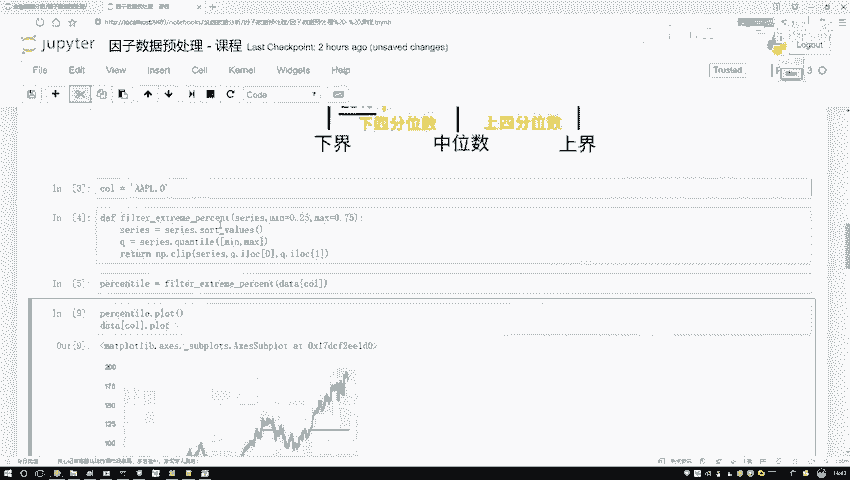 http://localhost
jupyter 因子数据预处理 - 课程 Last Checkpoint: 2 hours ago (unsaved changes)
Logout
File Edit View Insert Cell Kernel Widgets Help
Trusted
Code
下四分位数 上四分位数
下界 中位数 上界
In [3]: col = 'AAPL.O'
In [4]: def filter_extreme_percent(series,min=0.25,max=0.75):
series = series.sort_values()
q = series.quantile([min,max])
return np.clip(series,q.iloc[0],q.iloc[1])
In [5]: percentile = filter_extreme_percent(data[col])
In [9]: percentile.plot()
data[col].plot
Out[9]: <matplotlib.axes._subplots.AxesSubplot at 0x17dcf2ee1d0>
200
175
150
125
100